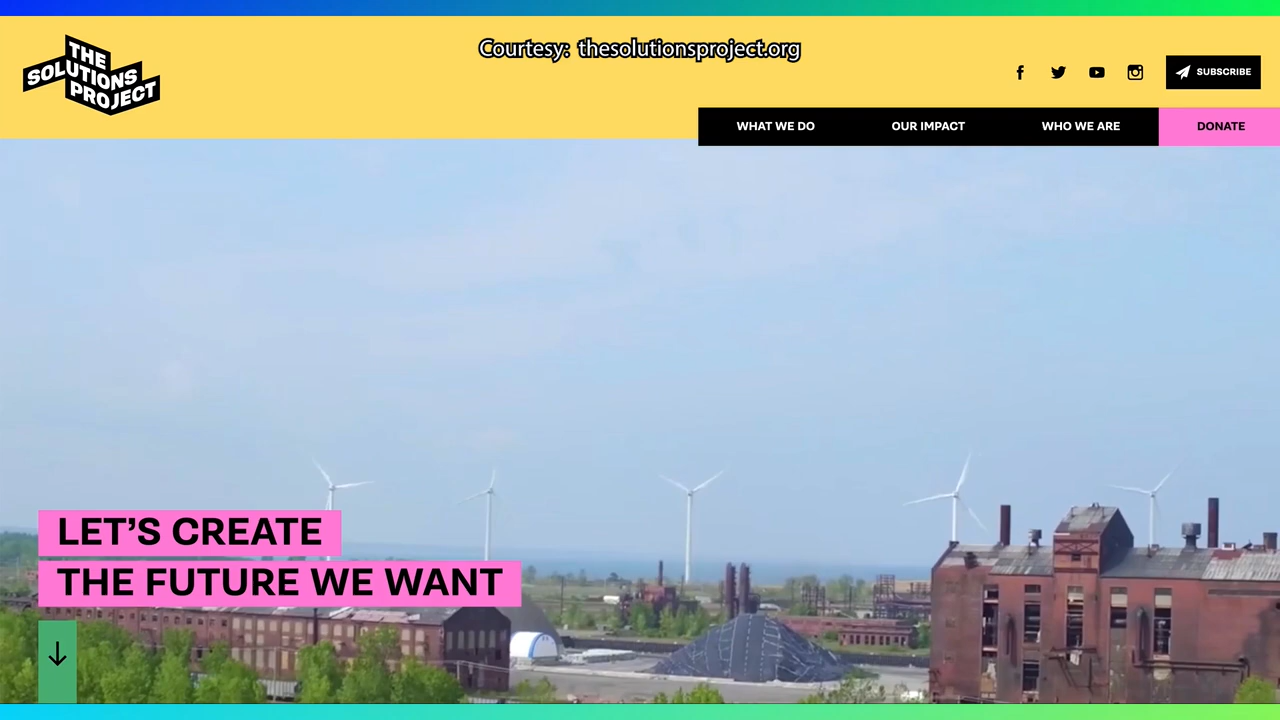 Courtesy: thesolutionsproject.org
THE
SOLUTIONS
PROJECT
SUBSCRIBE
WHAT WE DO
OUR IMPACT
WHO WE ARE
DONATE
LET’S CREATE
THE FUTURE WE WANT